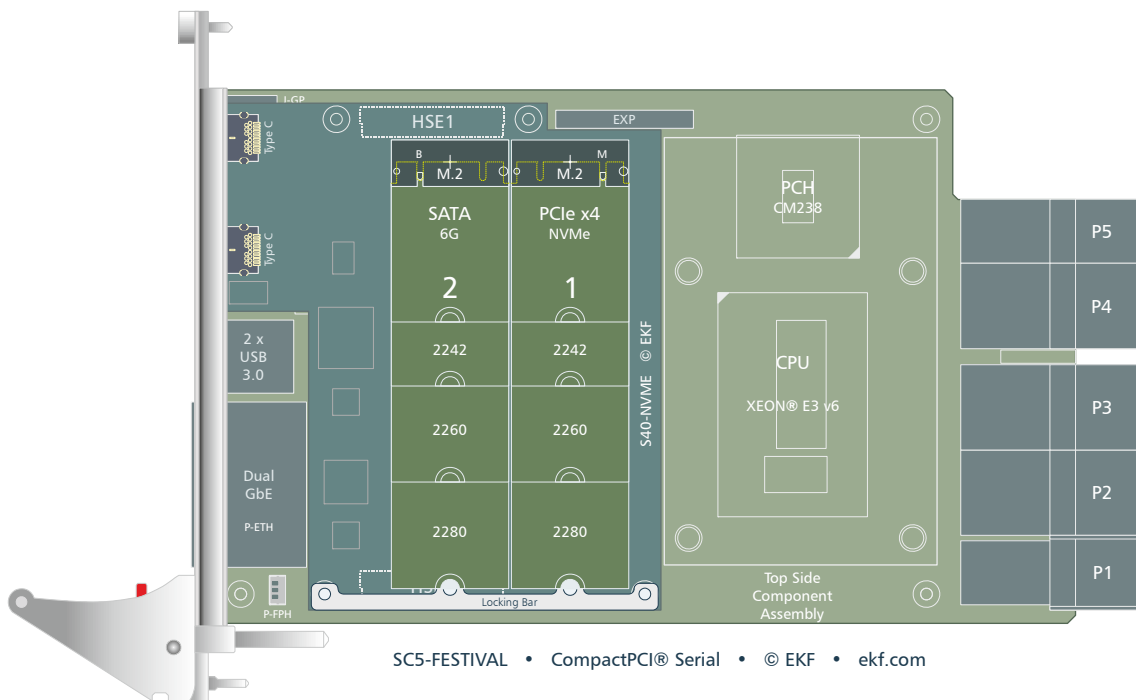 J-GP
HSE1
EXP
Type C
B
M
M.2
M.2
PCH
CM238
SATA
6G
PCIe x4
NVMe
P5
Type C
2
1
P4
2 x
USB
3.0
2242
2242
S40-NVME © EKF
CPU
XEON® E3 v6
P3
2260
2260
Dual
GbE
P-ETH
P2
2280
2280
P1
Top Side
Component
Assembly
Locking Bar
P-FPH
SC5-FESTIVAL • CompactPCI® Serial • © EKF • ekf.com